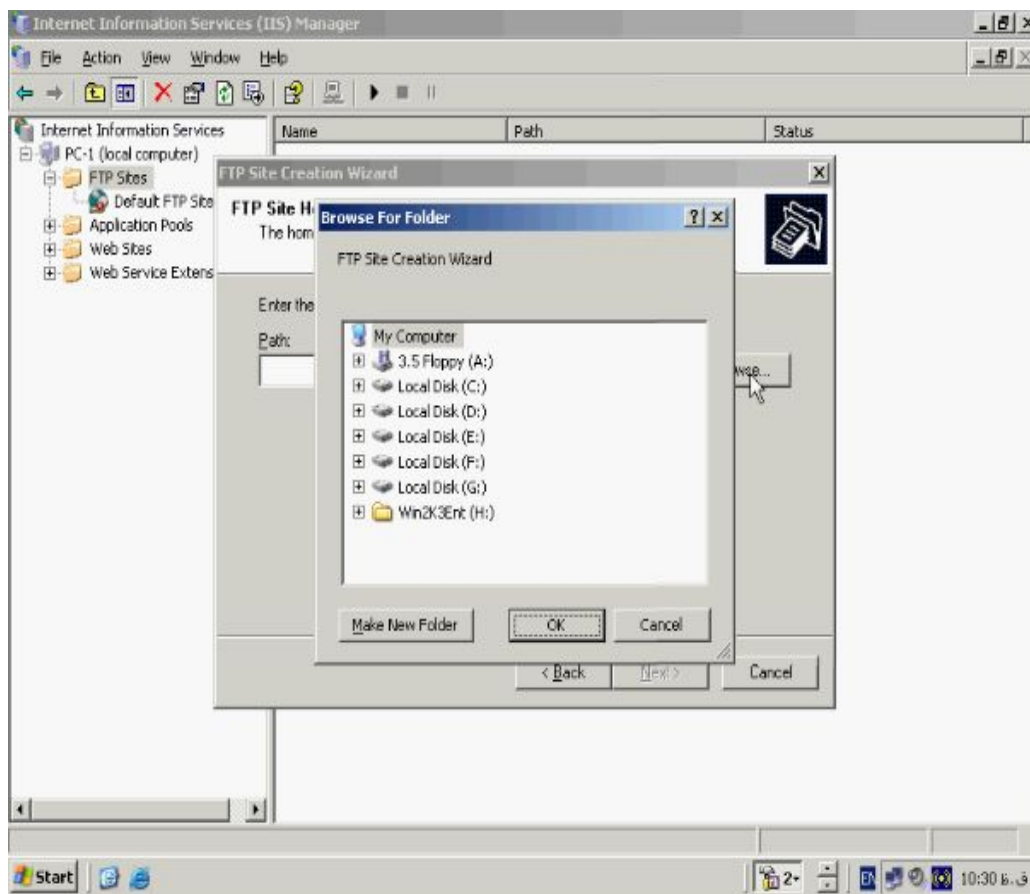 Internet Information Services (IIS) Manager
File Action View Window Help
Internet Information Services
PC-1 (local computer)
FTP Sites
Default FTP Site
Application Pools
Web Sites
Web Service Extens
Name Path Status
FTP Site Creation Wizard
FTP Site H
The hom
Enter the
Path:
wse...
Browse For Folder
FTP Site Creation Wizard
My Computer
3.5 Floppy (A:)
Local Disk (C:)
Local Disk (D:)
Local Disk (E:)
Local Disk (F:)
Local Disk (G:)
Win2K3Ent (H:)
Make New Folder OK Cancel
< Back Next > Cancel
Start 2 EN 10:30 ق.ظ